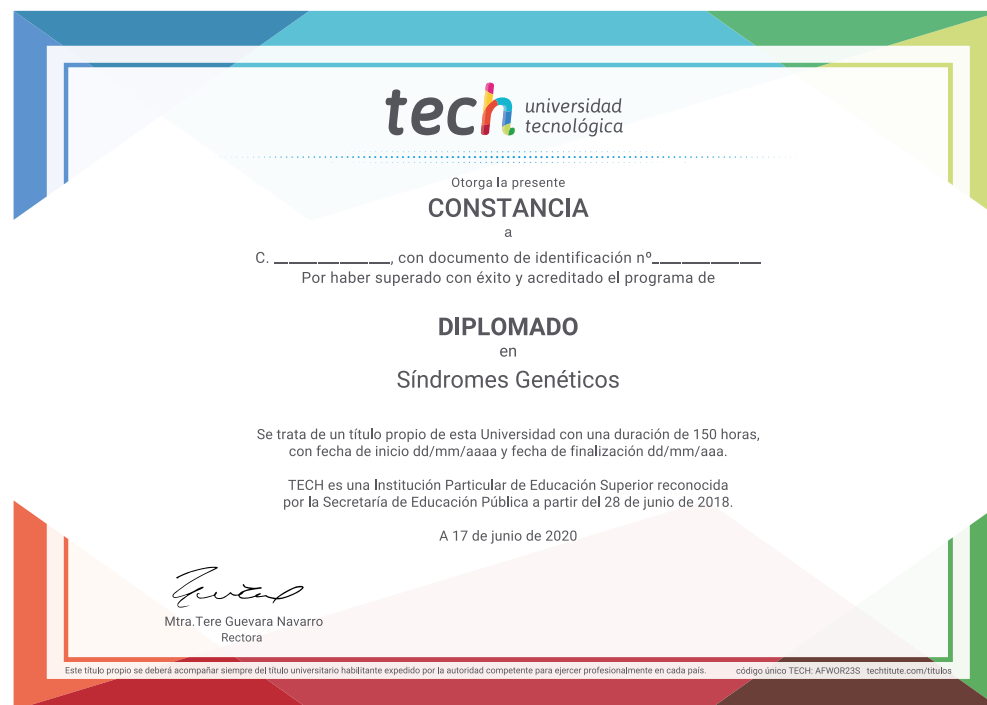 tech universidad
tecnológica
Otorga la presente
CONSTANCIA
a
C. ______________, con documento de identificación nº______________
Por haber superado con éxito y acreditado el programa de
DIPLOMADO
en
Síndromes Genéticos
Se trata de un título propio de esta Universidad con una duración de 150 horas,
con fecha de inicio dd/mm/aaaa y fecha de finalización dd/mm/aaa.
TECH es una Institución Particular de Educación Superior reconocida
por la Secretaría de Educación Pública a partir del 28 de junio de 2018.
A 17 de junio de 2020
Mtra.Tere Guevara Navarro
Rectora
Este título propio se deberá acompañar siempre del título universitario habilitante expedido por la autoridad competente para ejercer profesionalmente en cada país. código único TECH: AFWOR23S techtitute.com/titulos